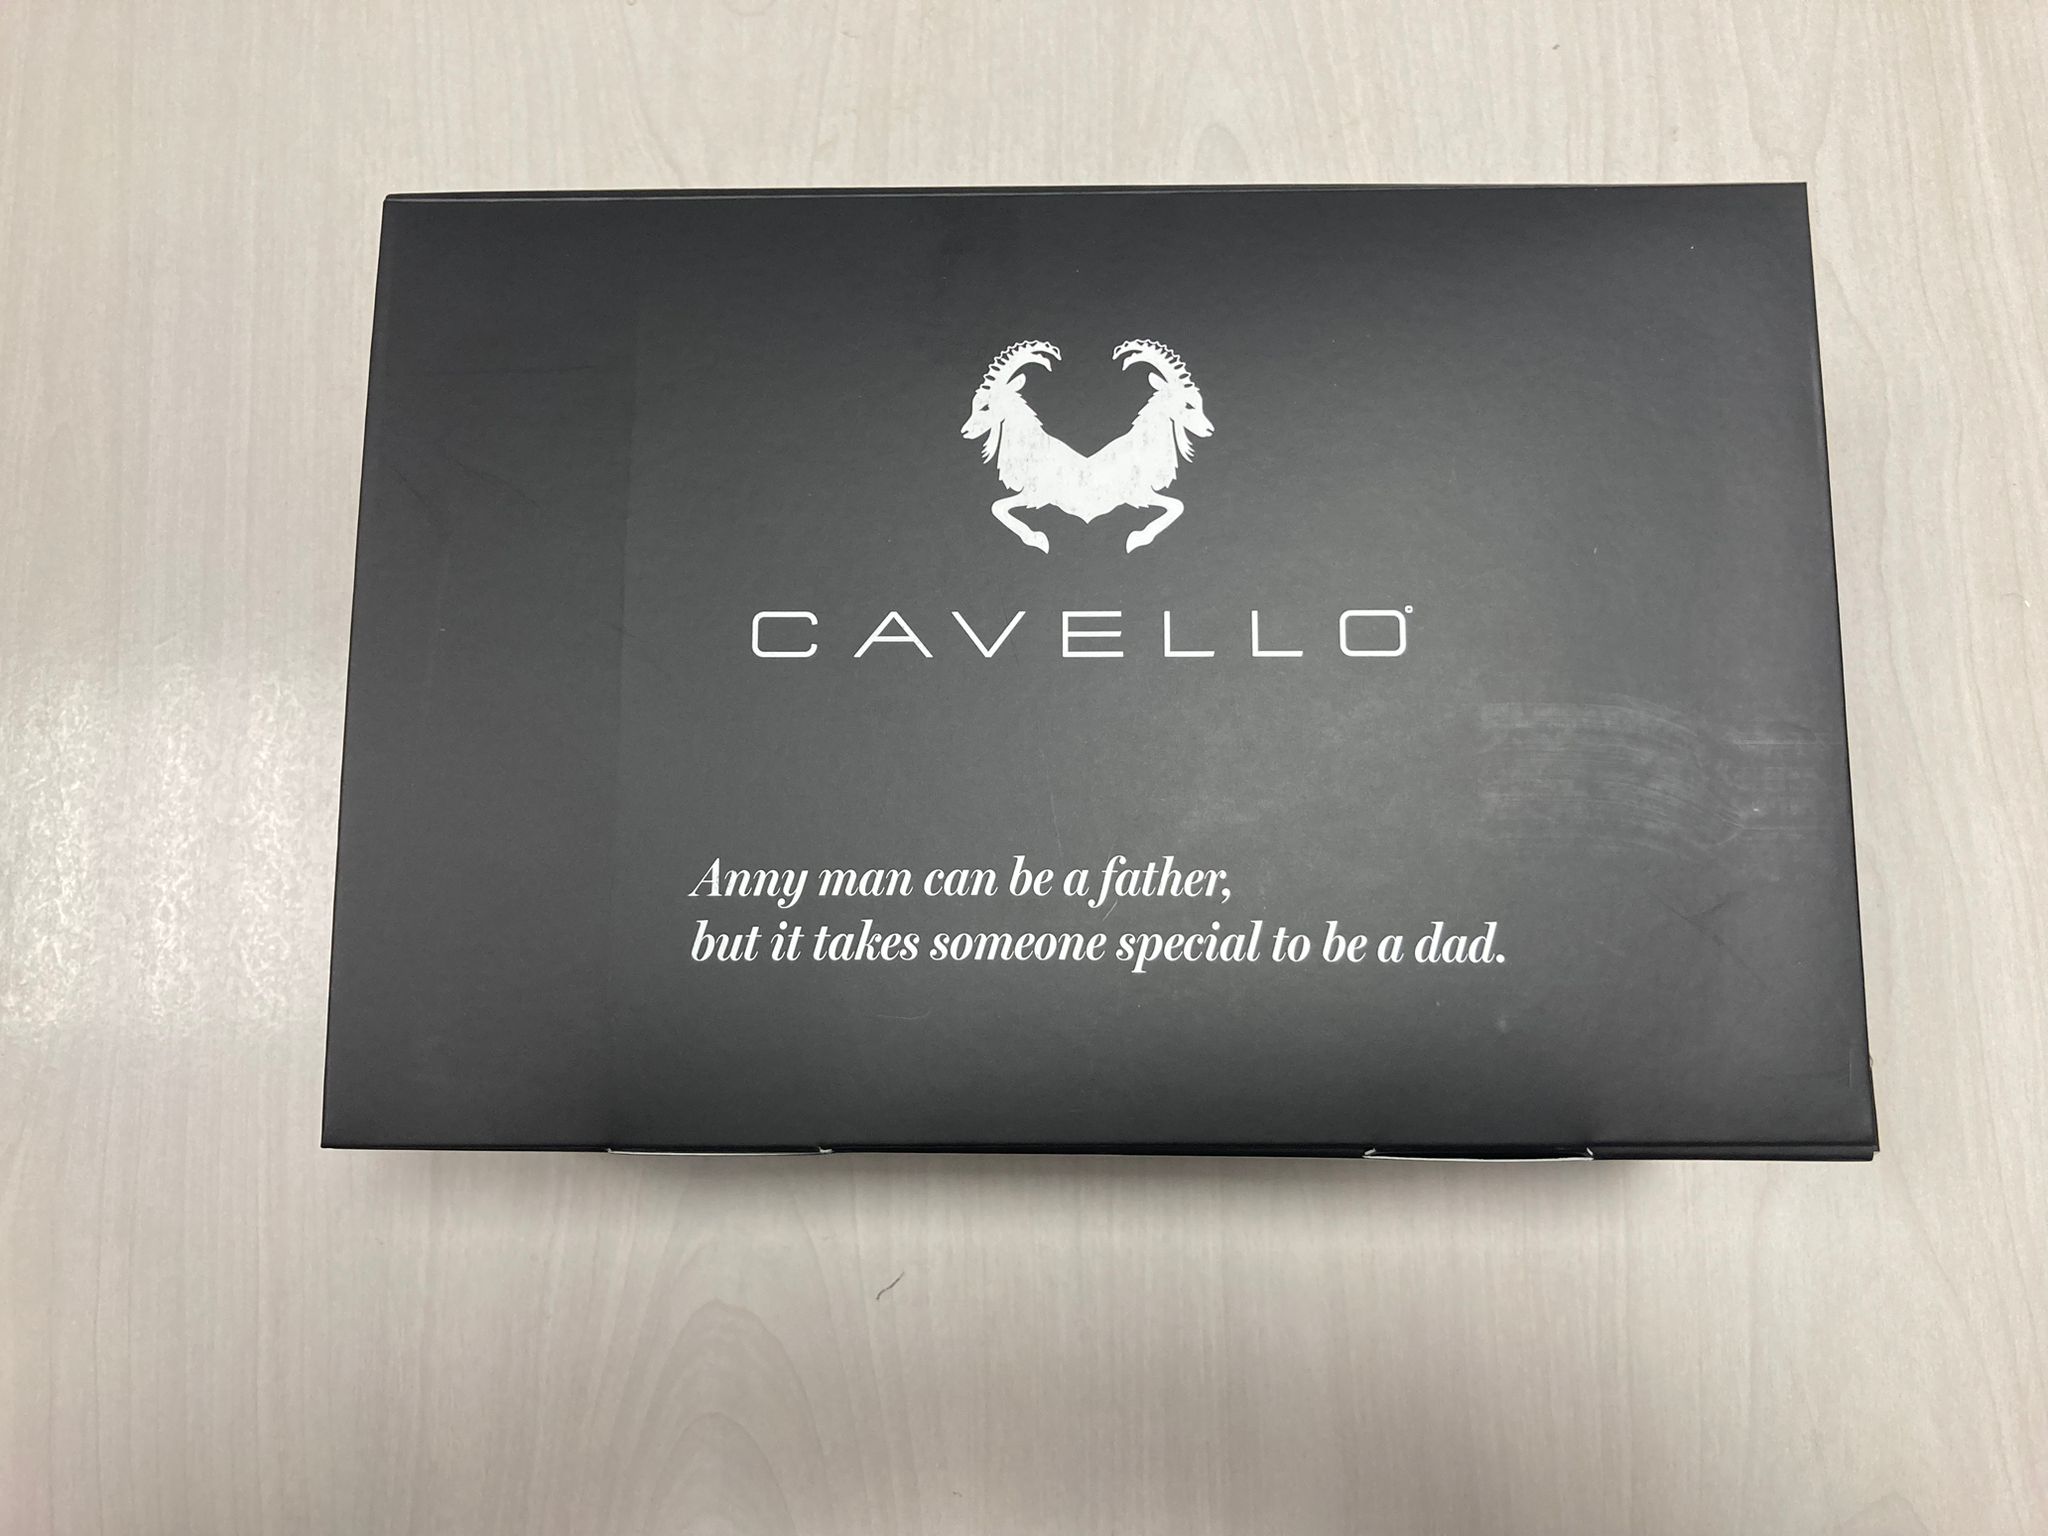 CAVELLO
Anny man can be a father,
but it takes someone special to be a dad.